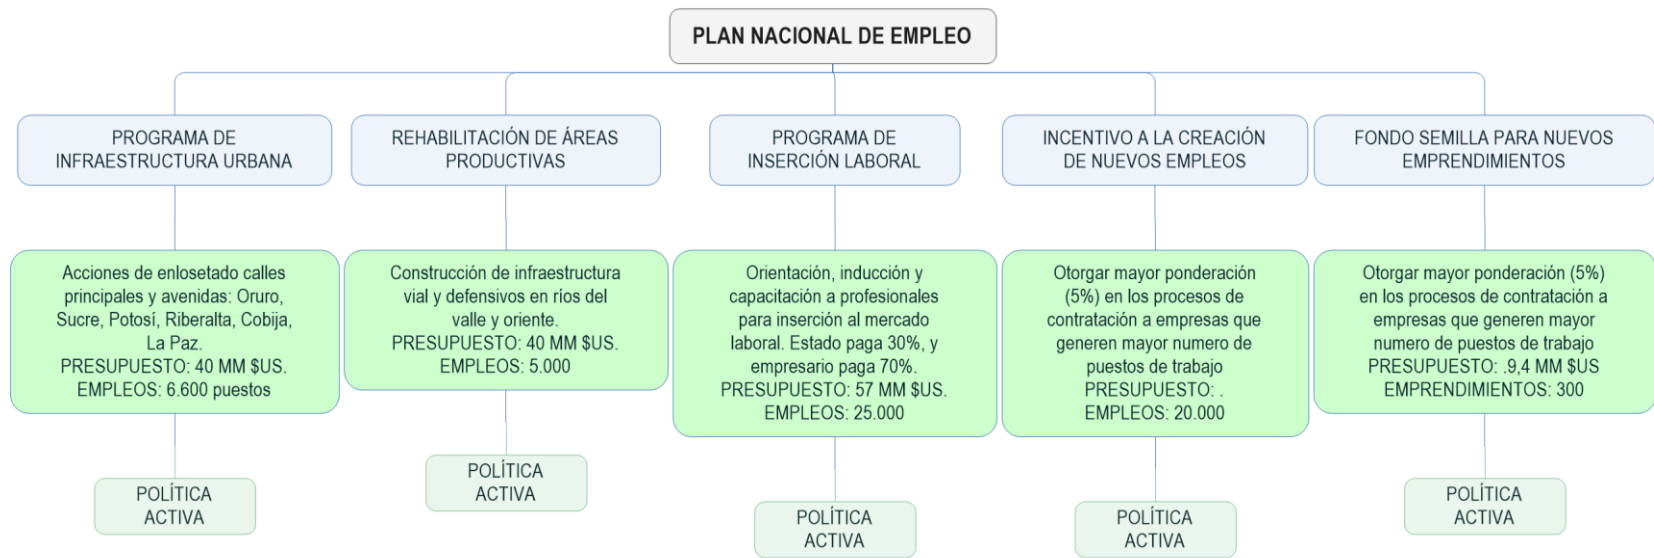 PLAN NACIONAL DE EMPLEO
PROGRAMA DE
INFRAESTRUCTURA URBANA
REHABILITACIÓN DE ÁREAS
PRODUCTIVAS
PROGRAMA DE
INSERCIÓN LABORAL
INCENTIVO A LA CREACIÓN
DE NUEVOS EMPLEOS
FONDO SEMILLA PARA NUEVOS
EMPRENDIMIENTOS
Acciones de enlosetado calles
principales y avenidas: Oruro,
Sucre, Potosí, Riberalta, Cobija,
La Paz.
PRESUPUESTO: 40 MM $US.
EMPLEOS: 6.600 puestos
Construcción de infraestructura
vial y defensivos en ríos del
valle y oriente.
PRESUPUESTO: 40 MM $US.
EMPLEOS: 5.000
Orientación, inducción y
capacitación a profesionales
para inserción al mercado
laboral. Estado paga 30%, y
empresario paga 70%.
PRESUPUESTO: 57 MM $US.
EMPLEOS: 25.000
Otorgar mayor ponderación
(5%) en los procesos de
contratación a empresas que
generen mayor numero de
puestos de trabajo
PRESUPUESTO: .
EMPLEOS: 20.000
Otorgar mayor ponderación (5%)
en los procesos de contratación a
empresas que generen mayor
numero de puestos de trabajo
PRESUPUESTO: .9,4 MM $US
EMPRENDIMIENTOS: 300
POLÍTICA
ACTIVA
POLÍTICA
ACTIVA
POLÍTICA
ACTIVA
POLÍTICA
ACTIVA
POLÍTICA
ACTIVA